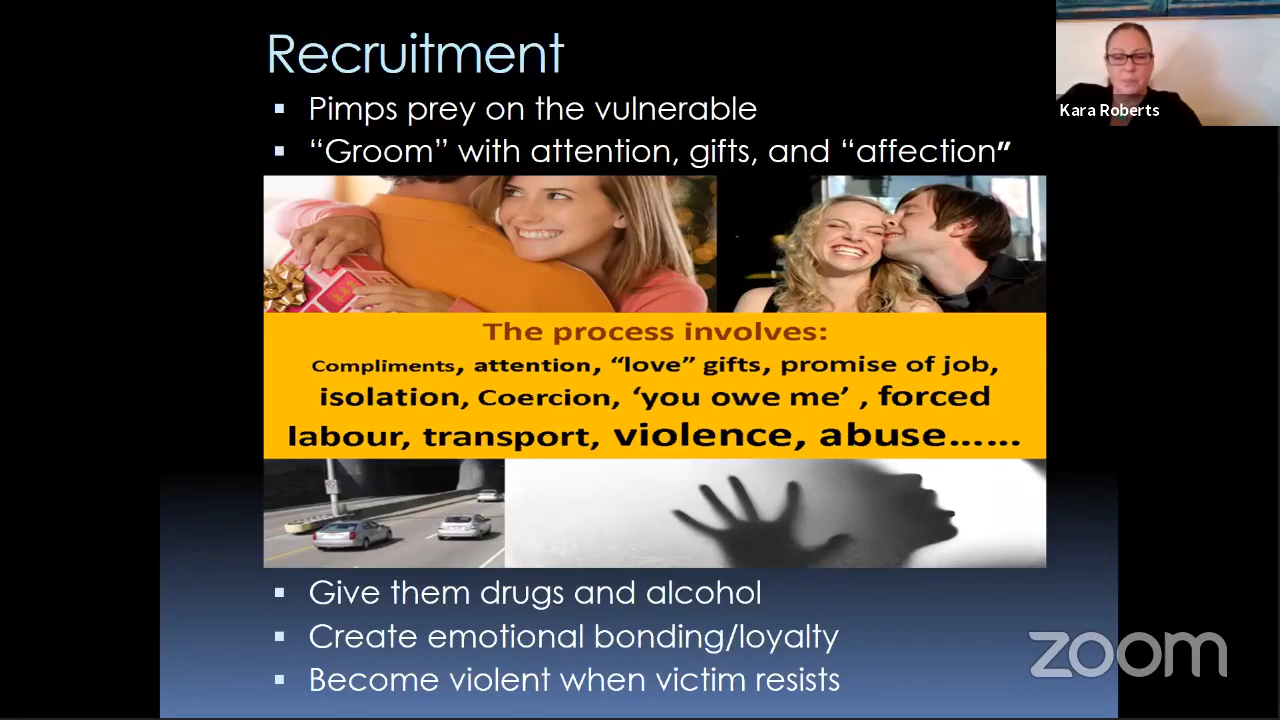 Recruitment
▪ Pimps prey on the vulnerable
▪ “Groom” with attention, gifts, and “affection”
Kara Roberts
The process involves:
Compliments, attention, “love” gifts, promise of job,
isolation, Coercion, ‘you owe me’ , forced
labour, transport, violence, abuse......
▪ Give them drugs and alcohol
▪ Create emotional bonding/loyalty
▪ Become violent when victim resists
zoom